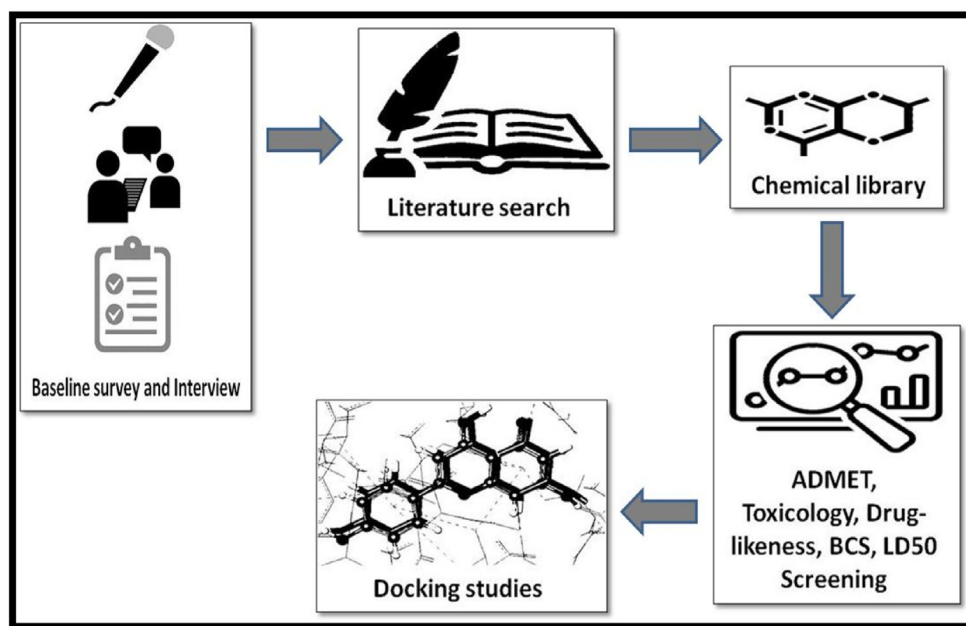 Baseline survey and Interview
Literature search
Chemical library
ADMET,
Toxicology, Drug-
likeness, BCS, LD50
Screening
Docking studies